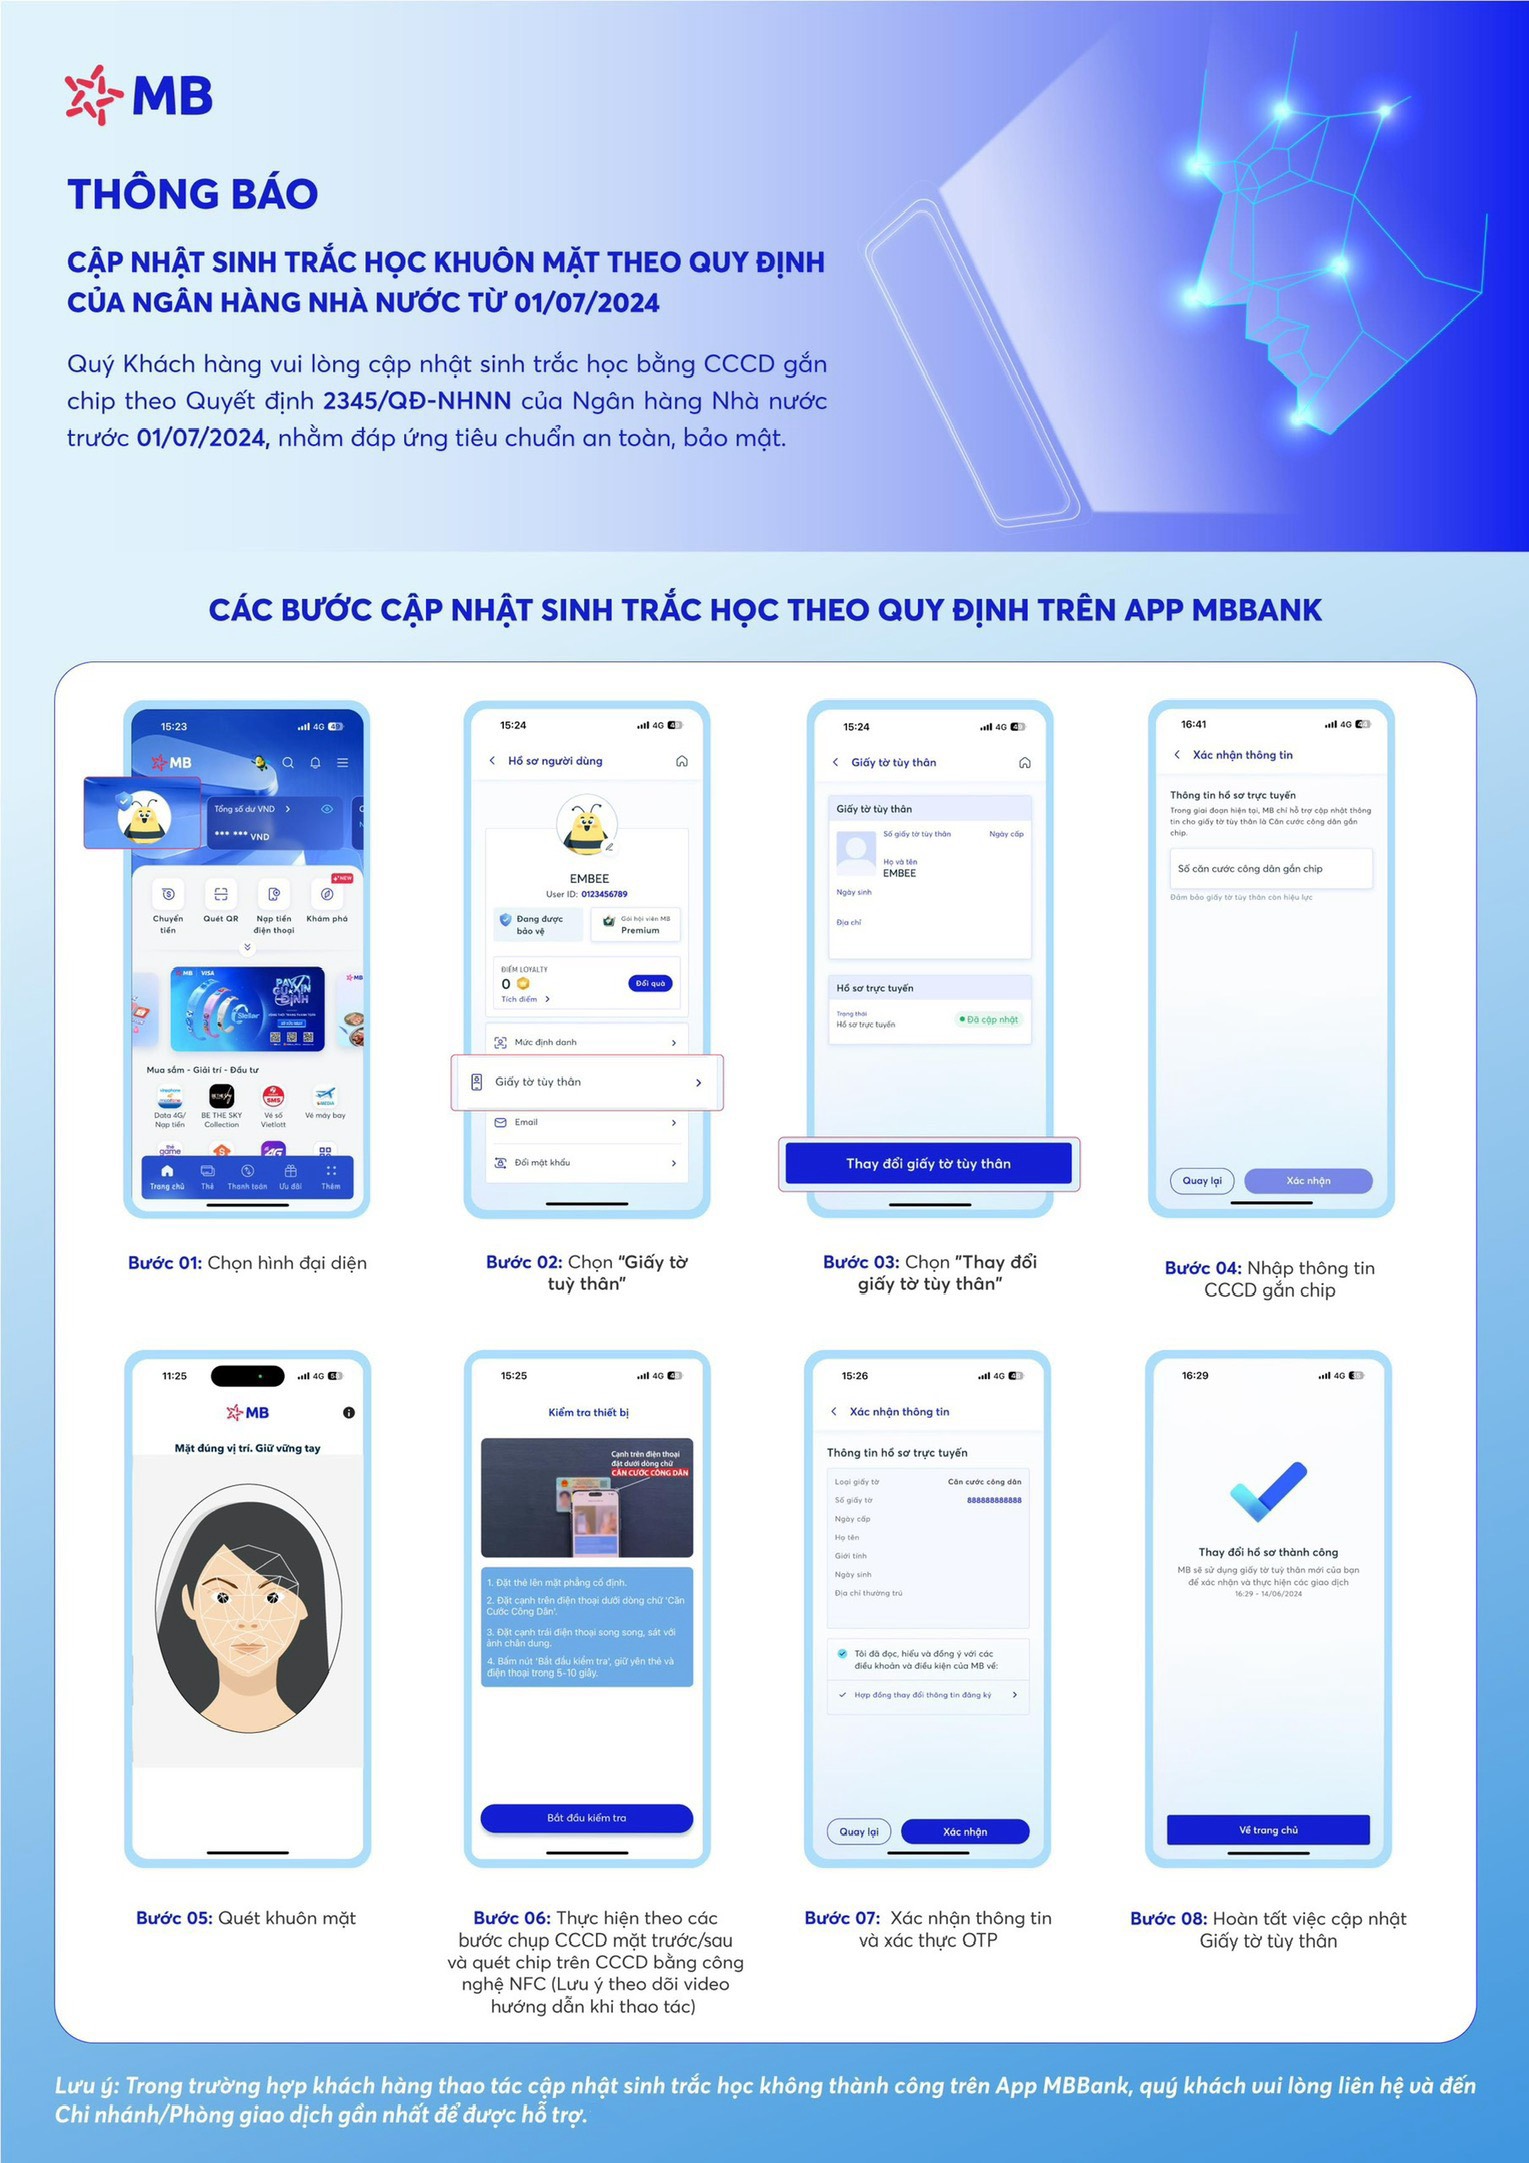 MB
THÔNG BÁO
CẬP NHẬT SINH TRẮC HỌC KHUÔN MẶT THEO QUY ĐỊNH
CỦA NGÂN HÀNG NHÀ NƯỚC TỪ 01/07/2024
Quý Khách hàng vui lòng cập nhật sinh trắc học bằng CCCD gắn
chip theo Quyết định 2345/QĐ-NHNN của Ngân hàng Nhà nước
trước 01/07/2024, nhằm đáp ứng tiêu chuẩn an toàn, bảo mật.
CÁC BƯỚC CẬP NHẬT SINH TRẮC HỌC THEO QUY ĐỊNH TRÊN APP MBBANK
15:23
4G 49
MB
Tổng số dư VND
*** *** VND
NEW
Chuyển
tiền
Quét QR
Nạp tiền
điện thoại
Khám phá
MB VISA
Stellar
Mua sắm - Giải trí - Đầu tư
Data 4G/
Nạp tiền
BE THE SKY
Collection
Vé số
Vietlott
Vé máy bay
Trang chủ
Thẻ
Thanh toán
Ưu đãi
Thêm
Bước 01: Chọn hình đại diện
15:24
4G
Hồ sơ người dùng
EMBEE
User ID: 0123456789
Đang được
bảo vệ
Gói hội viên MB
Premium
ĐIỂM LOYALTY
0
Đổi quà
Tích điểm
Mức định danh
Giấy tờ tùy thân
Email
Đổi mật khẩu
Bước 02: Chọn "Giấy tờ
tuỳ thân"
15:24
4G
Giấy tờ tùy thân
Giấy tờ tùy thân
Số giấy tờ tùy thân
Ngày cấp
Họ và tên
EMBEE
Ngày sinh
Địa chỉ
Hồ sơ trực tuyến
Trạng thái
Hồ sơ trực tuyến
Đã cập nhật
Thay đổi giấy tờ tùy thân
Bước 03: Chọn "Thay đổi
giấy tờ tùy thân"
16:41
4G
Xác nhận thông tin
Thông tin hồ sơ trực tuyến
Trong giai đoạn hiện tại, MB chỉ hỗ trợ cập nhật thông
tin cho giấy tờ tùy thân là Căn cước công dân gắn
chip.
Số căn cước công dân gắn chip
Đảm bảo giấy tờ tùy thân còn hiệu lực
Quay lại
Xác nhận
Bước 04: Nhập thông tin
CCCD gắn chip
11:25
4G
MB
Mặt đúng vị trí. Giữ vững tay
Bước 05: Quét khuôn mặt
15:25
4G
Kiểm tra thiết bị
Cạnh trên điện thoại
đặt dưới dòng chữ
CĂN CƯỚC CÔNG DÂN
1. Đặt thẻ lên mặt phẳng cố định.
2. Đặt cạnh trên điện thoại dưới dòng chữ 'Căn
Cước Công Dân'.
3. Đặt cạnh trái điện thoại song song, sát với
ảnh chân dung.
4. Bấm nút 'Bắt đầu kiểm tra', giữ yên thẻ và
điện thoại trong 5-10 giây.
Bắt đầu kiểm tra
Bước 06: Thực hiện theo các
bước chụp CCCD mặt trước/sau
và quét chip trên CCCD bằng công
nghệ NFC (Lưu ý theo dõi video
hướng dẫn khi thao tác)
15:26
4G
Xác nhận thông tin
Thông tin hồ sơ trực tuyến
Loại giấy tờ
Căn cước công dân
Số giấy tờ
888888888888
Ngày cấp
Họ tên
Giới tính
Ngày sinh
Địa chỉ thường trú
Tôi đã đọc, hiểu và đồng ý với các
điều khoản và điều kiện của MB về:
Hợp đồng thay đổi thông tin đăng ký
Quay lại
Xác nhận
Bước 07: Xác nhận thông tin
và xác thực OTP
16:29
4G
Thay đổi hồ sơ thành công
MB sẽ sử dụng giấy tờ tuỳ thân mới của bạn
để xác nhận và thực hiện các giao dịch
16:29 - 14/06/2024
Về trang chủ
Bước 08: Hoàn tất việc cập nhật
Giấy tờ tùy thân
Lưu ý: Trong trường hợp khách hàng thao tác cập nhật sinh trắc học không thành công trên App MBBank, quý khách vui lòng liên hệ và đến
Chi nhánh/Phòng giao dịch gần nhất để được hỗ trợ.